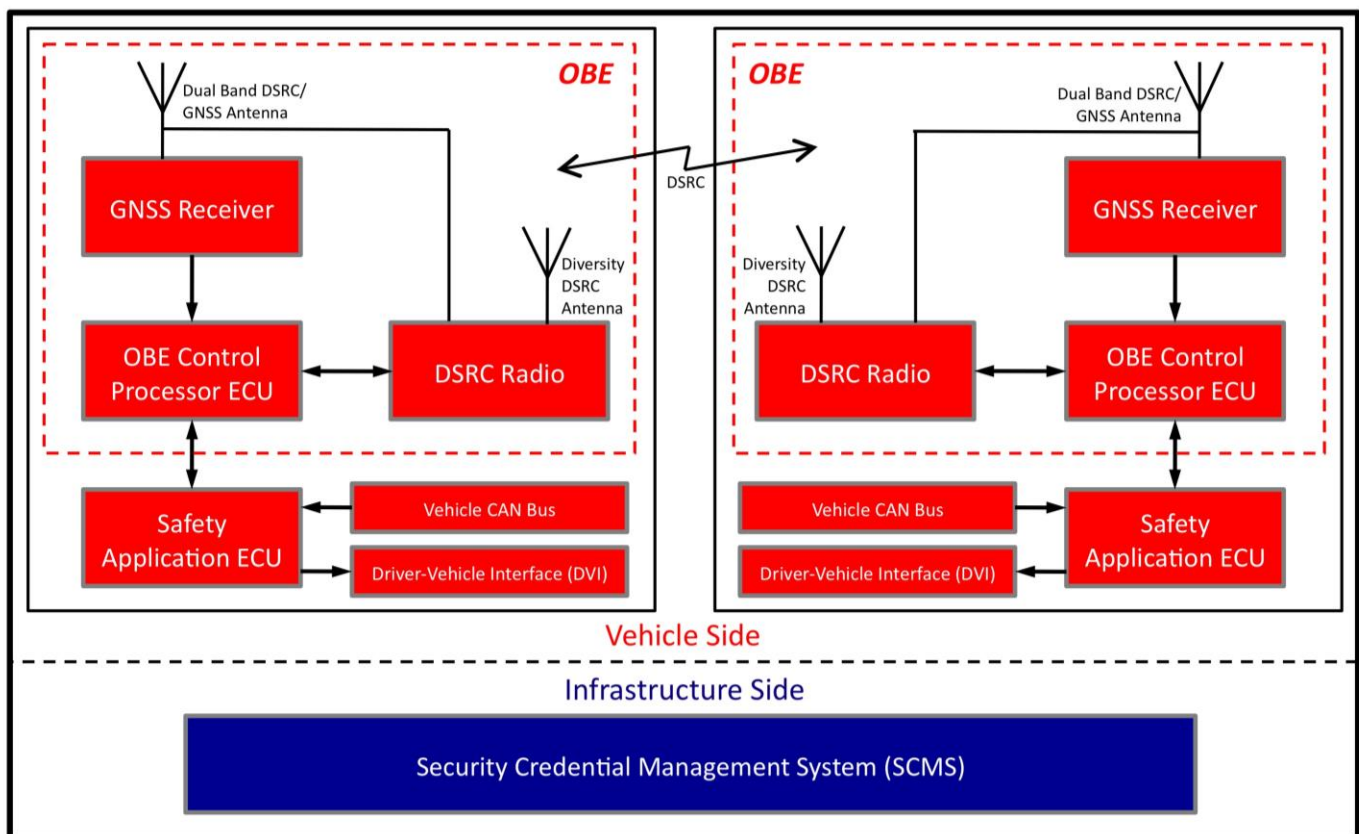 OBE
Dual Band DSRC/
GNSS Antenna
GNSS Receiver
Diversity
DSRC
Antenna
OBE Control
Processor ECU
DSRC Radio
Safety
Application ECU
Vehicle CAN Bus
Driver-Vehicle Interface (DVI)
DSRC
OBE
Dual Band DSRC/
GNSS Antenna
GNSS Receiver
Diversity
DSRC
Antenna
DSRC Radio
OBE Control
Processor ECU
Vehicle CAN Bus
Driver-Vehicle Interface (DVI)
Safety
Application ECU
Vehicle Side
Infrastructure Side
Security Credential Management System (SCMS)